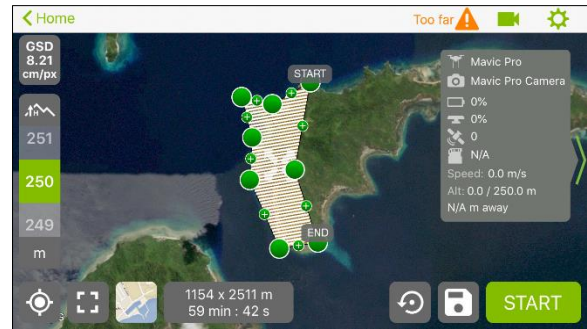 Home
Too far
GSD
8.21
cm/px
251
250
249
m
START
END
Mavic Pro
Mavic Pro Camera
0%
0%
0
N/A
Speed: 0.0 m/s
Alt: 0.0 / 250.0 m
N/A m away
1154 x 2511 m
59 min : 42 s
START